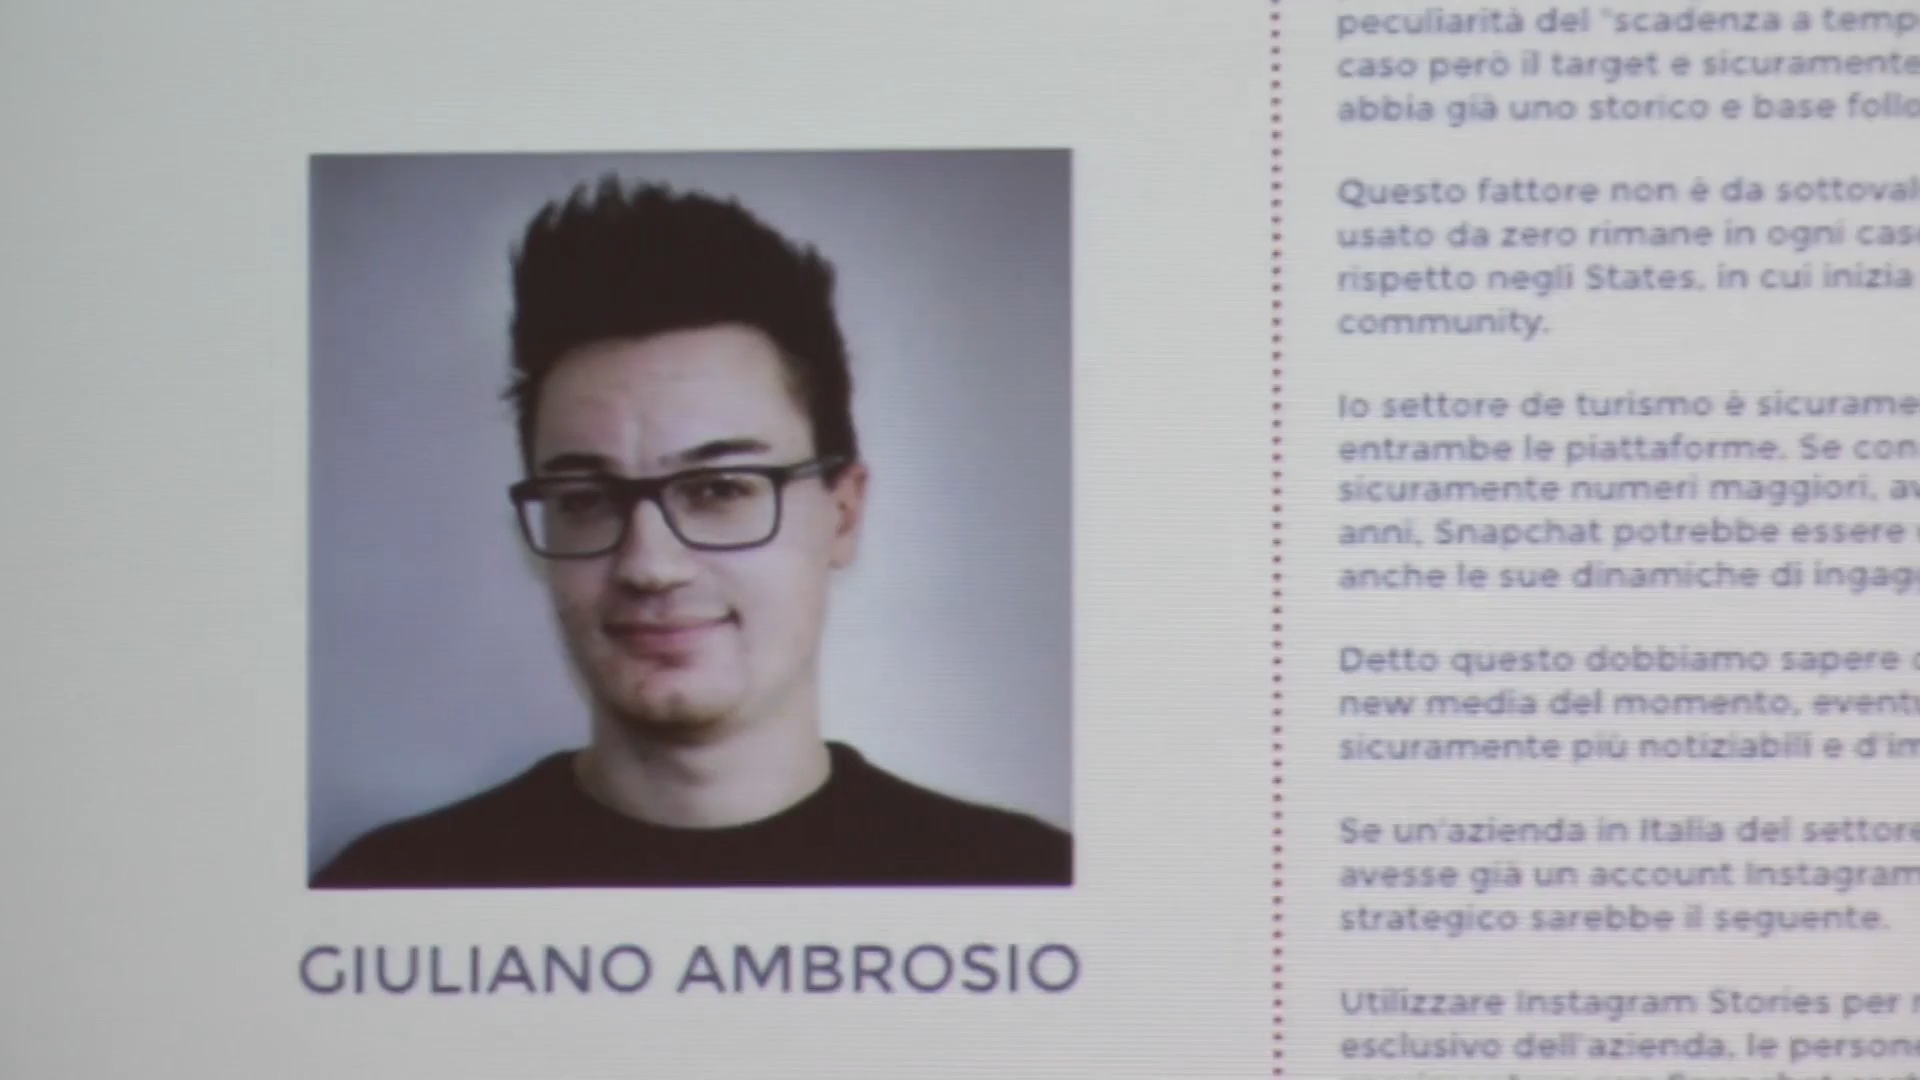 GIULIANO AMBROSIO
peculiarità del "scadenza a temp
caso però il target e sicuramente
abbia già uno storico e base follo
Questo fattore non è da sottoval
usato da zero rimane in ogni cas
rispetto negli States, in cui inizia
community.
lo settore de turismo è sicurame
entrambe le piattaforme. Se con
sicuramente numeri maggiori, av
anni, Snapchat potrebbe essere
anche le sue dinamiche di ingag
Detto questo dobbiamo sapere
new media del momento, event
sicuramente più notiziabili e d'im
Se un'azienda in Italia del settore
avesse già un account Instagram
strategico sarebbe il seguente.
Utilizzare Instagram Stories per
esclusivo dell'azienda, le person